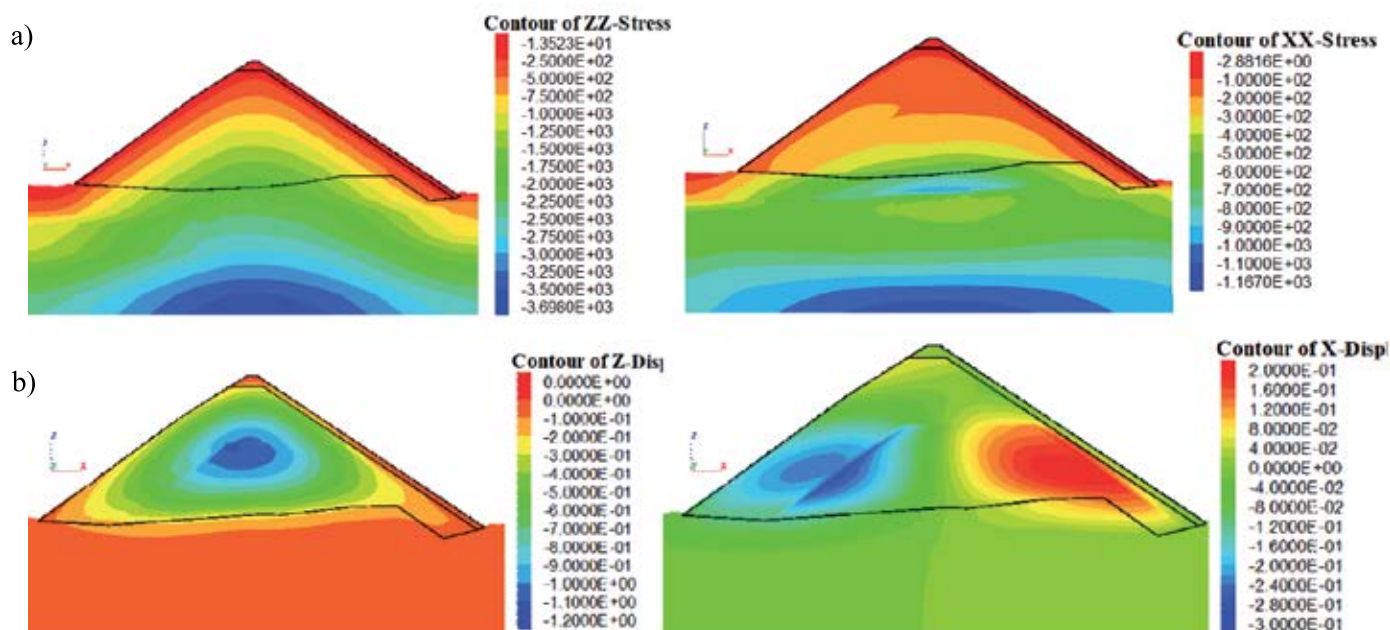 a)
Contour of ZZ-Stress
-1.3523E+01
-2.5000E+02
-5.0000E+02
-7.5000E+02
-1.0000E+03
-1.2500E+03
-1.7500E+03
-2.0000E+03
-2.2500E+03
-2.7500E+03
-3.0000E+03
-3.2500E+03
-3.5000E+03
-3.6980E+03
Contour of XX-Stress
-2.8816E+00
-1.0000E+02
-2.0000E+02
-3.0000E+02
-4.0000E+02
-5.0000E+02
-6.0000E+02
-7.0000E+02
-8.0000E+02
-9.0000E+02
-1.0000E+03
-1.1000E+03
-1.1670E+03
b)
Contour of Z-Disp
0.0000E+00
0.0000E+00
-1.0000E-01
-2.0000E-01
-3.0000E-01
-4.0000E-01
-5.0000E-01
-6.0000E-01
-7.0000E-01
-8.0000E-01
-9.0000E-01
-1.0000E+00
-1.1000E+00
-1.2000E+00
Contour of X-Displ
2.0000E-01
1.6000E-01
1.2000E-01
8.0000E-02
4.0000E-02
0.0000E+00
-4.0000E-02
-8.0000E-02
-1.2000E-01
-1.6000E-01
-2.0000E-01
-2.4000E-01
-2.8000E-01
-3.0000E-01